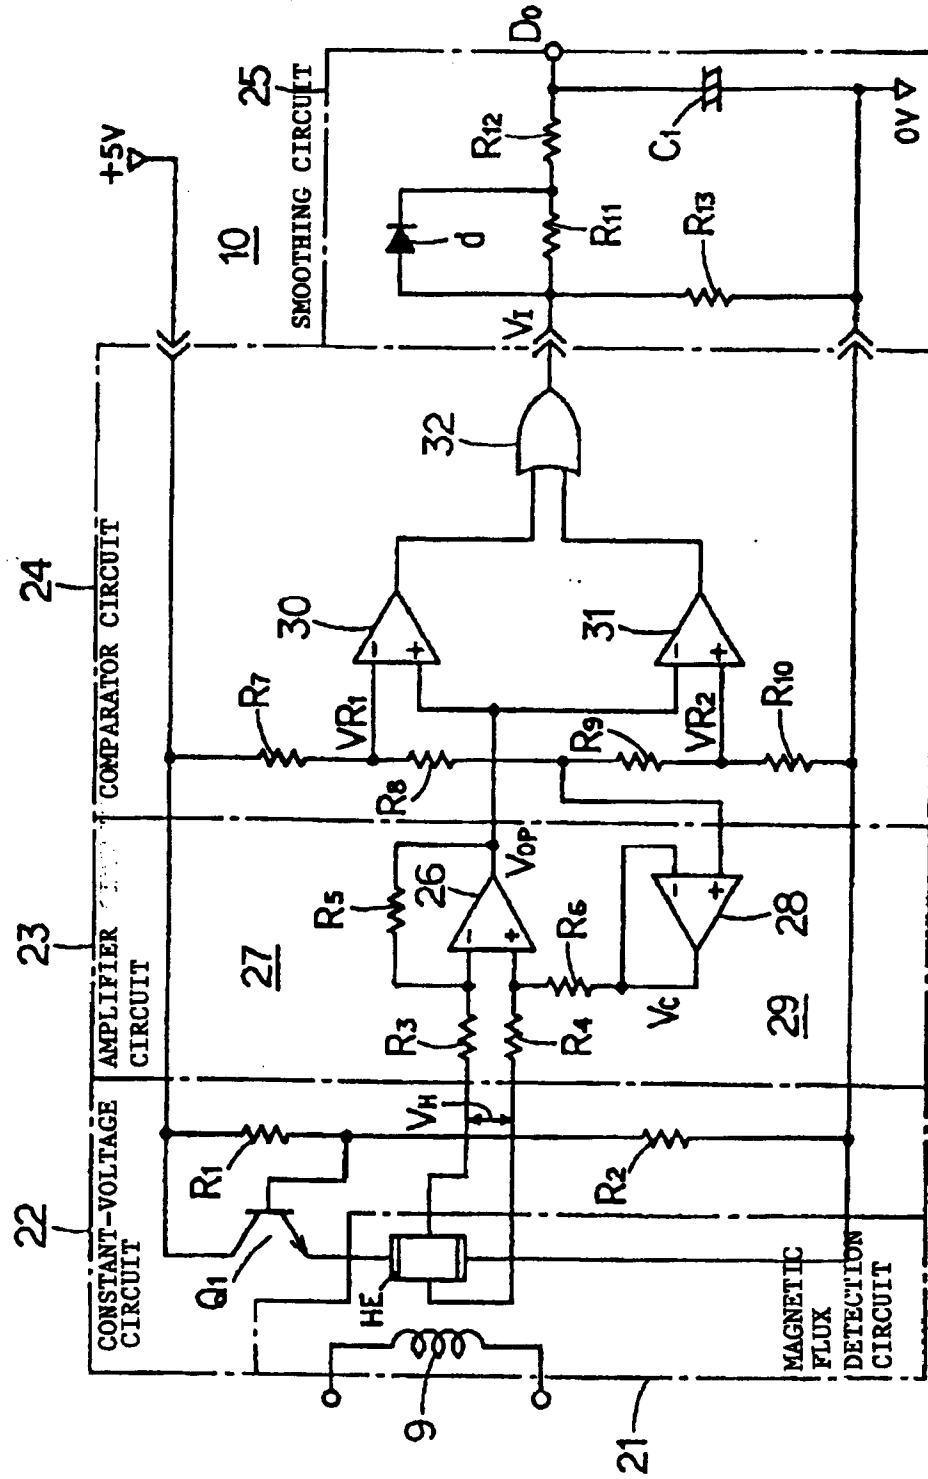 22
CONSTANT-VOLTAGE
CIRCUIT
23
AMPLIFIER
CIRCUIT
24
COMPARATOR CIRCUIT
+5V
10
25
SMOOTHING CIRCUIT
Q1
R1
R2
HE
VH
9
21
MAGNETIC
FLUX
DETECTION
CIRCUIT
27
R3
R4
R5
26
VOP
R6
VC
28
29
R7
VR1
R8
R9
VR2
R10
30
31
32
VI
d
R11
R12
R13
C1
D0
0V
-
+
-
+
-
+
-
+